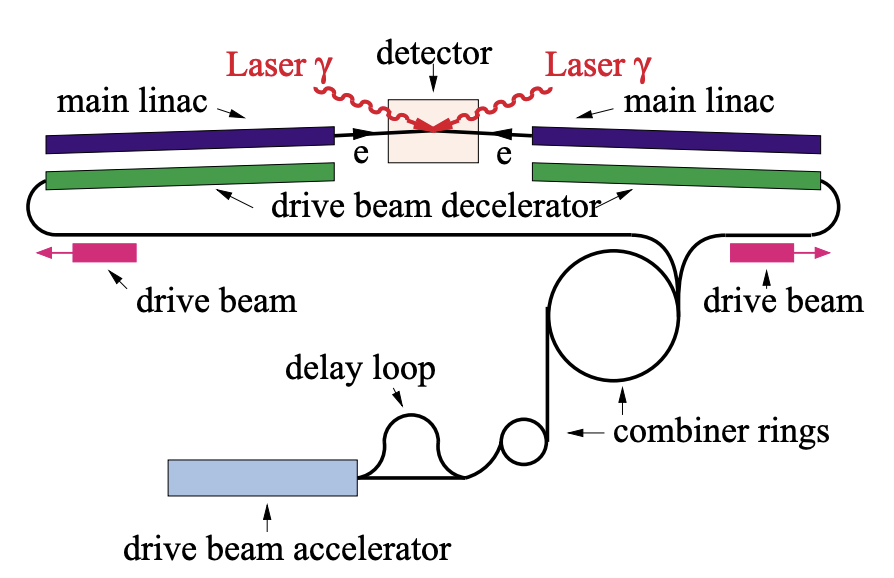 detector
Laser γ
Laser γ
main linac
main linac
e
e
drive beam decelerator
drive beam
drive beam
delay loop
combiner rings
drive beam accelerator